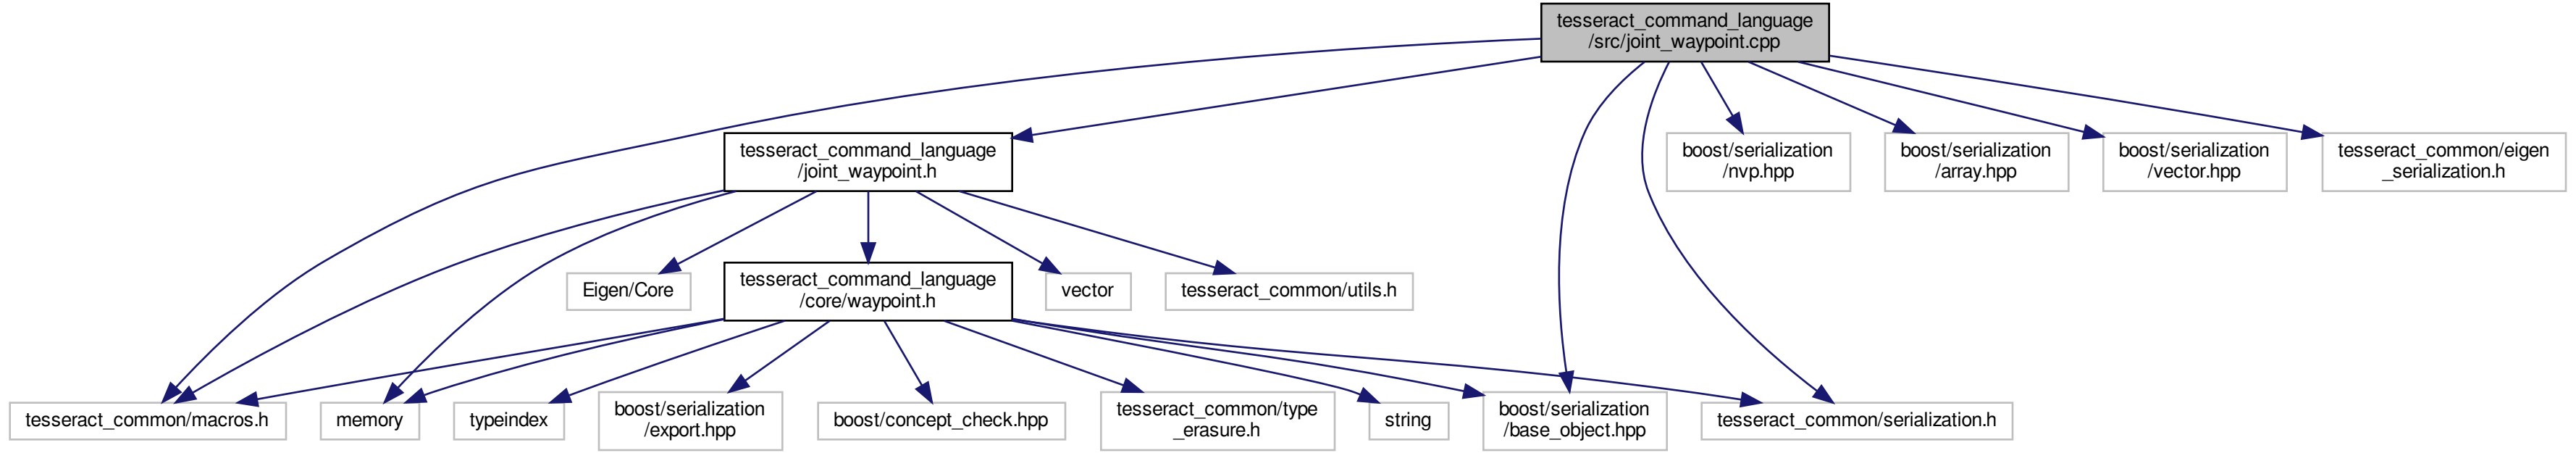 tesseract_command_language
/src/joint_waypoint.cpp
tesseract_command_language
/joint_waypoint.h
boost/serialization
/nvp.hpp
boost/serialization
/array.hpp
boost/serialization
/vector.hpp
tesseract_common/eigen
_serialization.h
Eigen/Core
tesseract_command_language
/core/waypoint.h
vector
tesseract_common/utils.h
tesseract_common/macros.h
memory
typeindex
boost/serialization
/export.hpp
boost/concept_check.hpp
tesseract_common/type
_erasure.h
string
boost/serialization
/base_object.hpp
tesseract_common/serialization.h